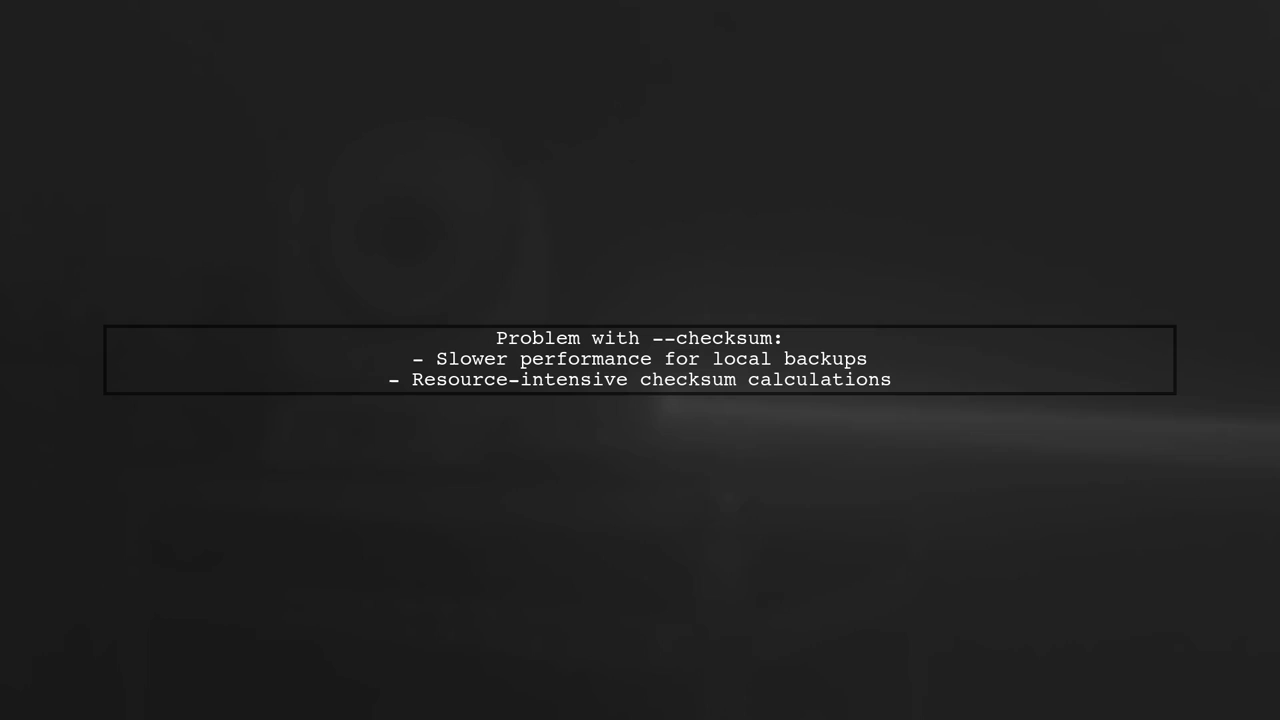 Problem with --checksum:
- Slower performance for local backups
- Resource-intensive checksum calculations